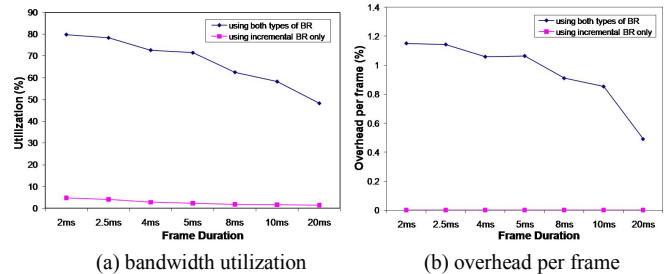 90
80
70
60
50
40
30
20
10
0
Utilization (%)
using both types of BR
using incremental BR only
2ms 2.5ms 4ms 5ms 8ms 10ms 20ms
Frame Duration
(a) bandwidth utilization
1.4
1.2
1
0.8
0.6
0.4
0.2
0
Overhead per frame (%)
using both types of BR
using incremental BR only
2ms 2.5ms 4ms 5ms 8ms 10ms 20ms
Frame Duration
(b) overhead per frame